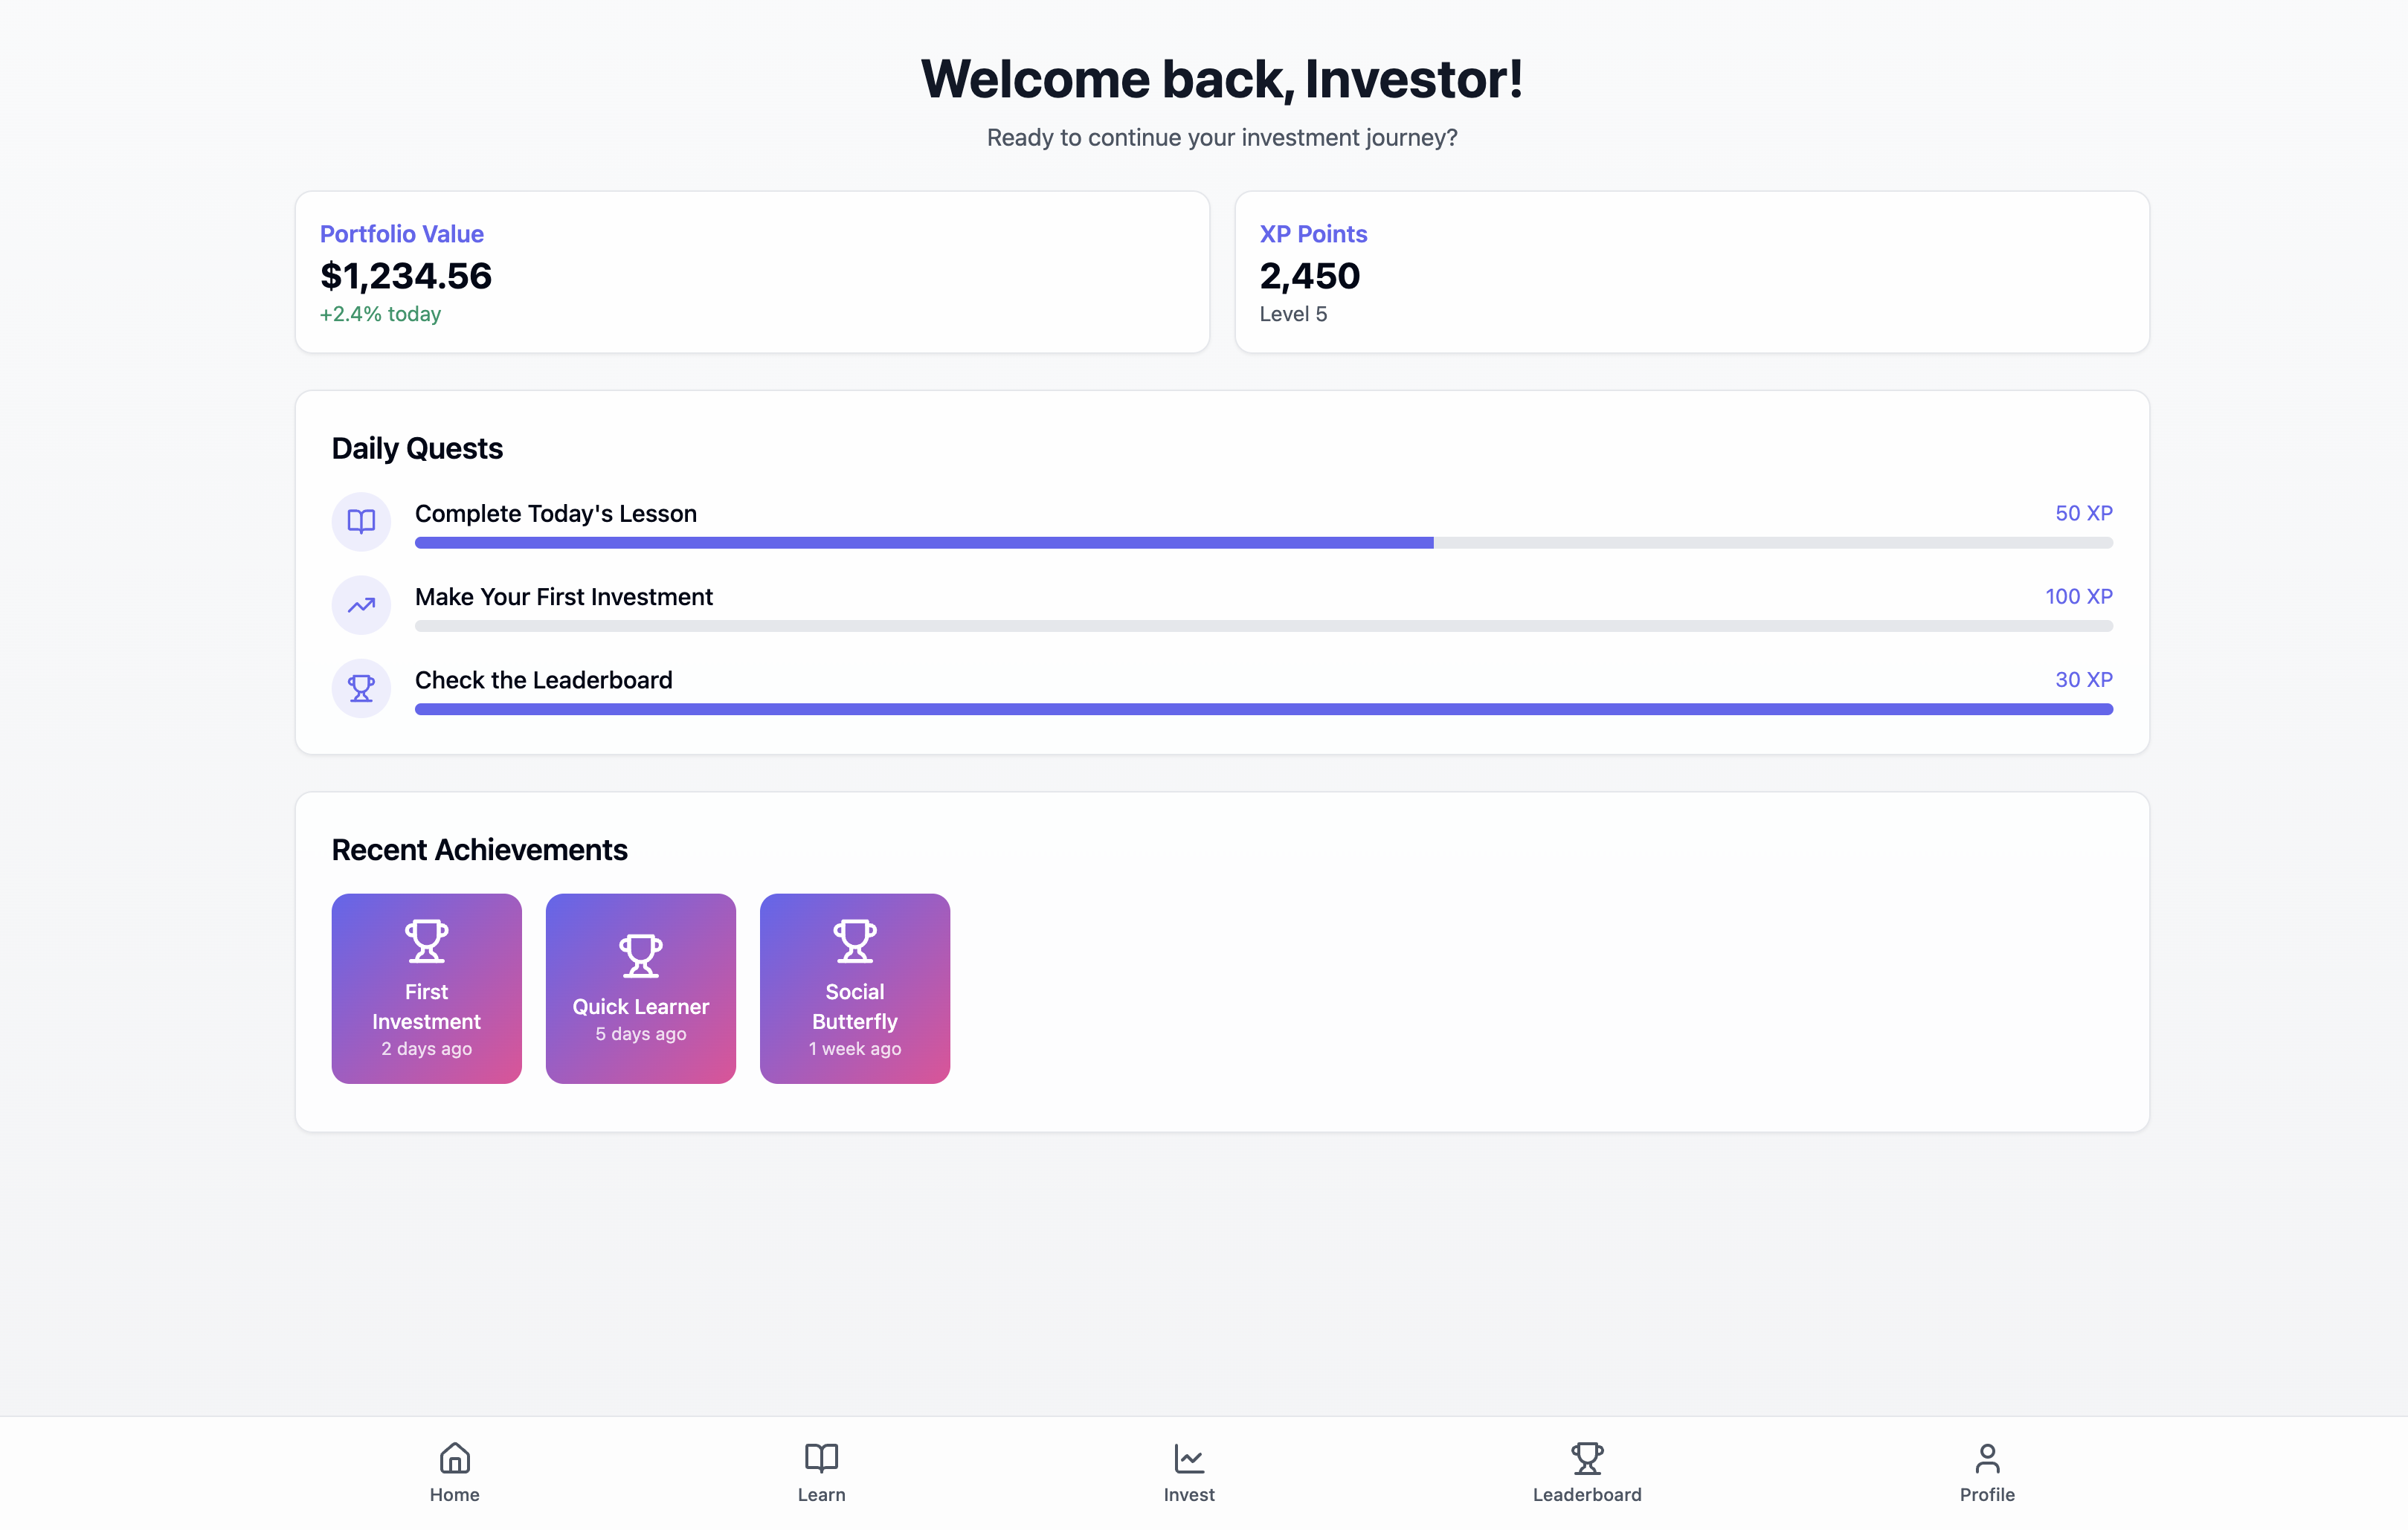 Welcome back, Investor!
Ready to continue your investment journey?
Portfolio Value
$1,234.56
+2.4% today
XP Points
2,450
Level 5
Daily Quests
Complete Today's Lesson
50 XP
Make Your First Investment
100 XP
Check the Leaderboard
30 XP
Recent Achievements
First
Investment
2 days ago
Quick Learner
5 days ago
Social
Butterfly
1 week ago
Home
Learn
Invest
Leaderboard
Profile